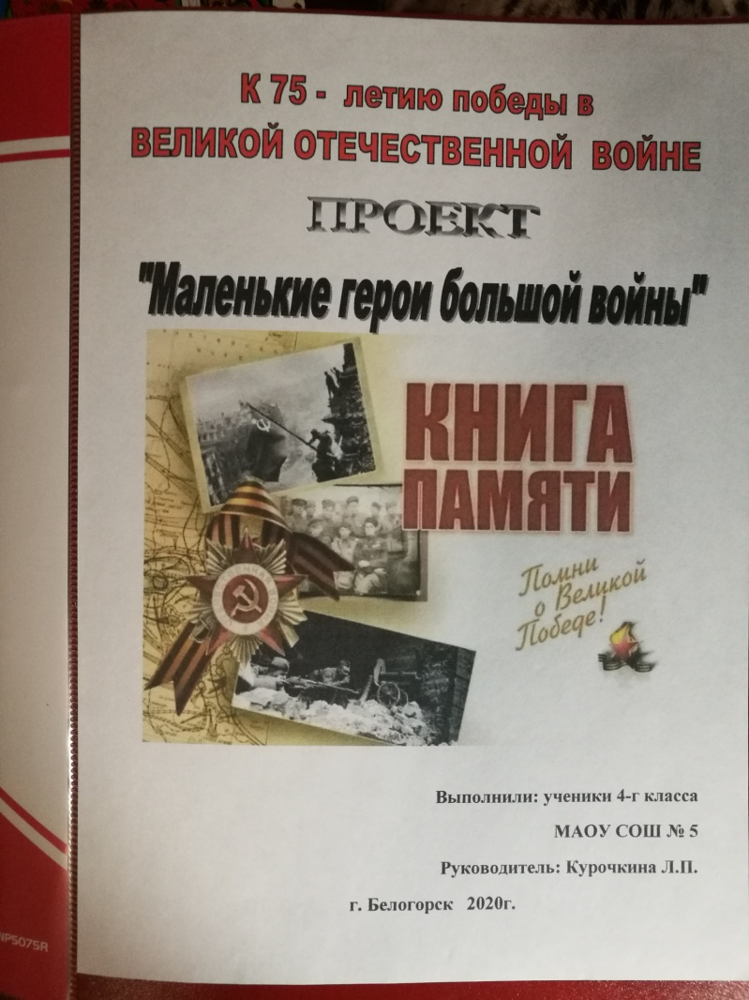 К 75 - летию победы в
ВЕЛИКОЙ ОТЕЧЕСТВЕННОЙ ВОЙНЕ
ПРОЕКТ
"Маленькие герои большой войны"
КНИГА
ПАМЯТИ
Помни
о Великой
Победе!
Выполнили: ученики 4-г класса
МАОУ СОШ № 5
Руководитель: Курочкина Л.П.
г. Белогорск 2020г.
NP5075R